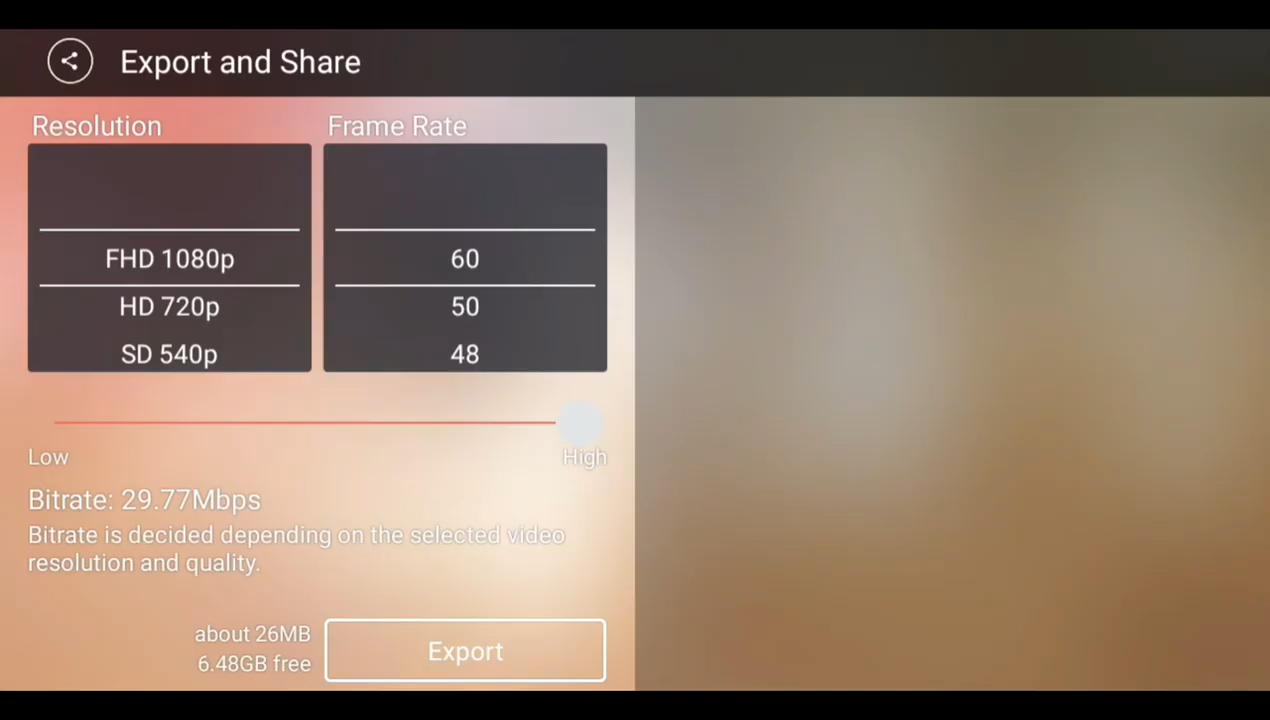 Export and Share
Resolution
Frame Rate
FHD 1080p
HD 720p
SD 540p
60
50
48
Low
High
Bitrate: 29.77Mbps
Bitrate is decided depending on the selected video
resolution and quality.
about 26MB
6.48GB free
Export